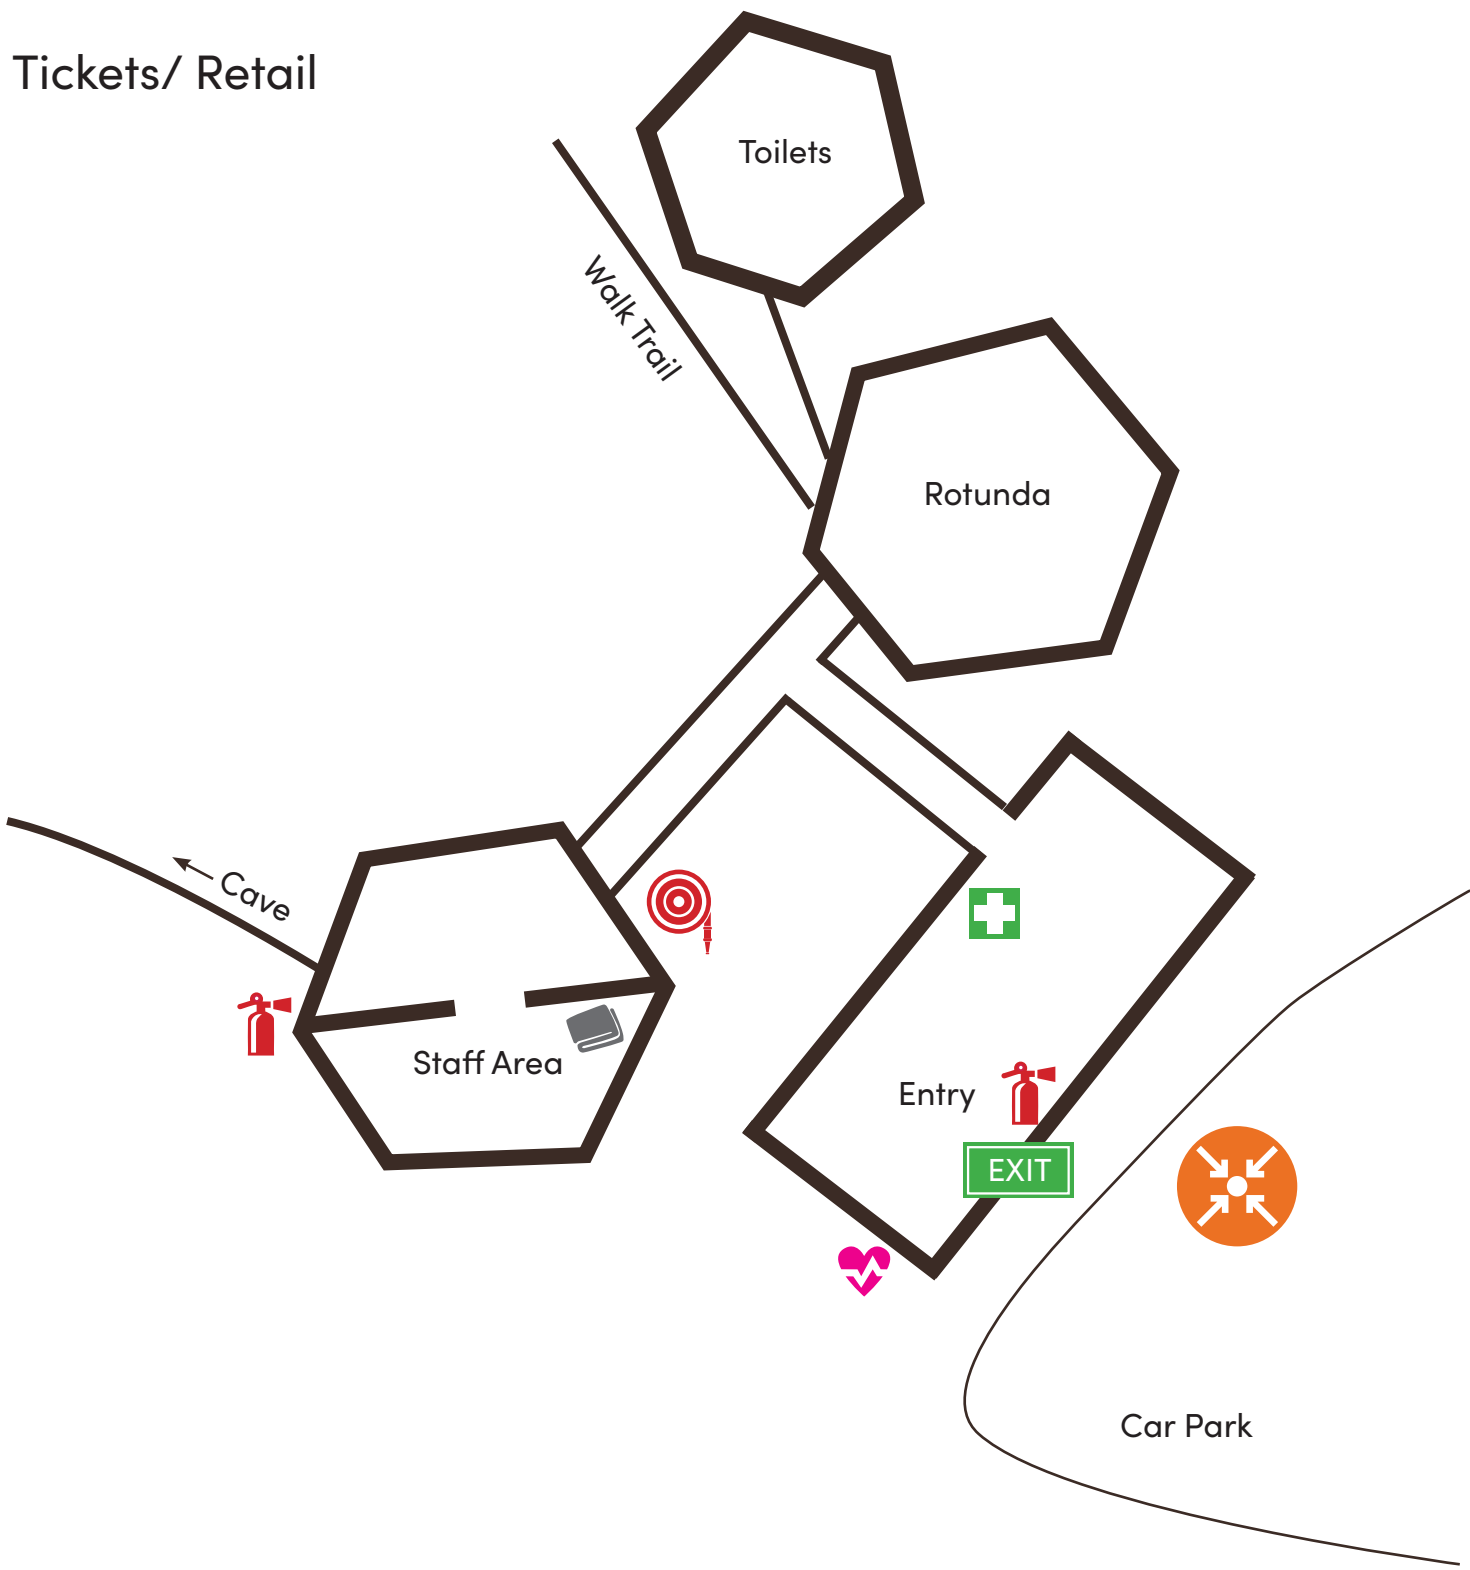 Tickets/ Retail
Toilets
Walk Trail
Rotunda
Cave
Staff Area
Entry
EXIT
Car Park